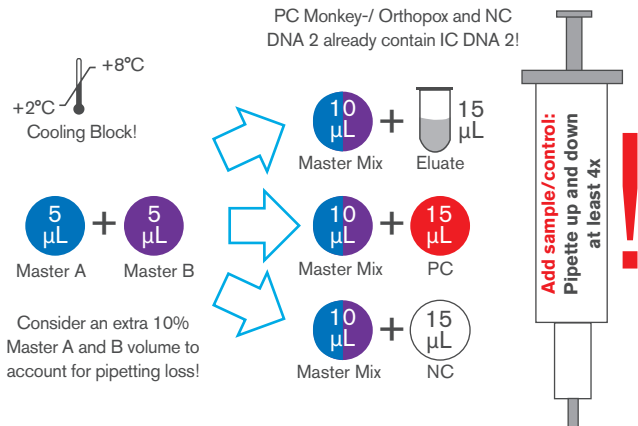 PC Monkey-/ Orthopox and NC
DNA 2 already contain IC DNA 2!
+8°C
+2°C
Cooling Block!
10
µL
+
15
µL
Master Mix
Eluate
5
µL
+
5
µL
Master A
Master B
10
µL
+
15
µL
Master Mix
PC
Consider an extra 10%
Master A and B volume to
account for pipetting loss!
10
µL
+
15
µL
Master Mix
NC
Add sample/control:
Pipette up and down
at least 4x
!